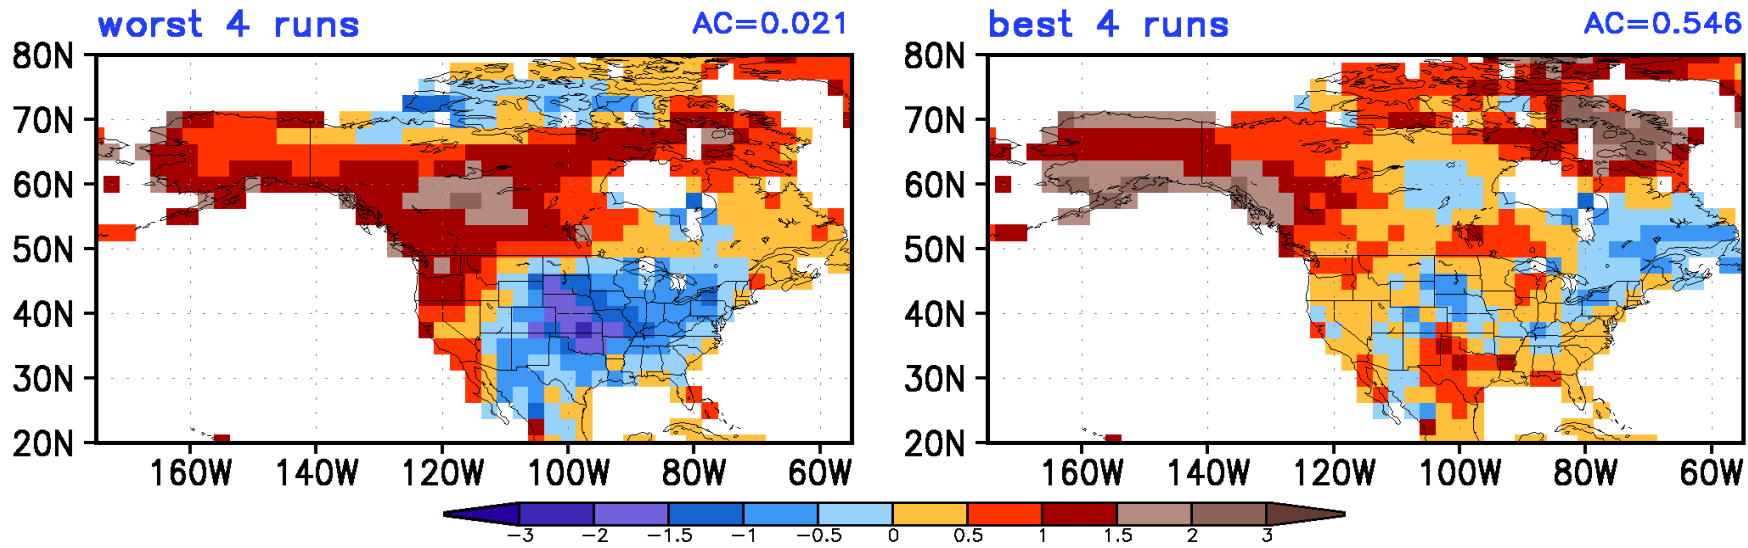 worst 4 runs AC=0.021
best 4 runs AC=0.546
80N
70N
60N
50N
40N
30N
20N
160W 140W 120W 100W 80W 60W
80N
70N
60N
50N
40N
30N
20N
160W 140W 120W 100W 80W 60W
-3 -2 -1.5 -1 -0.5 0 0.5 1 1.5 2 3